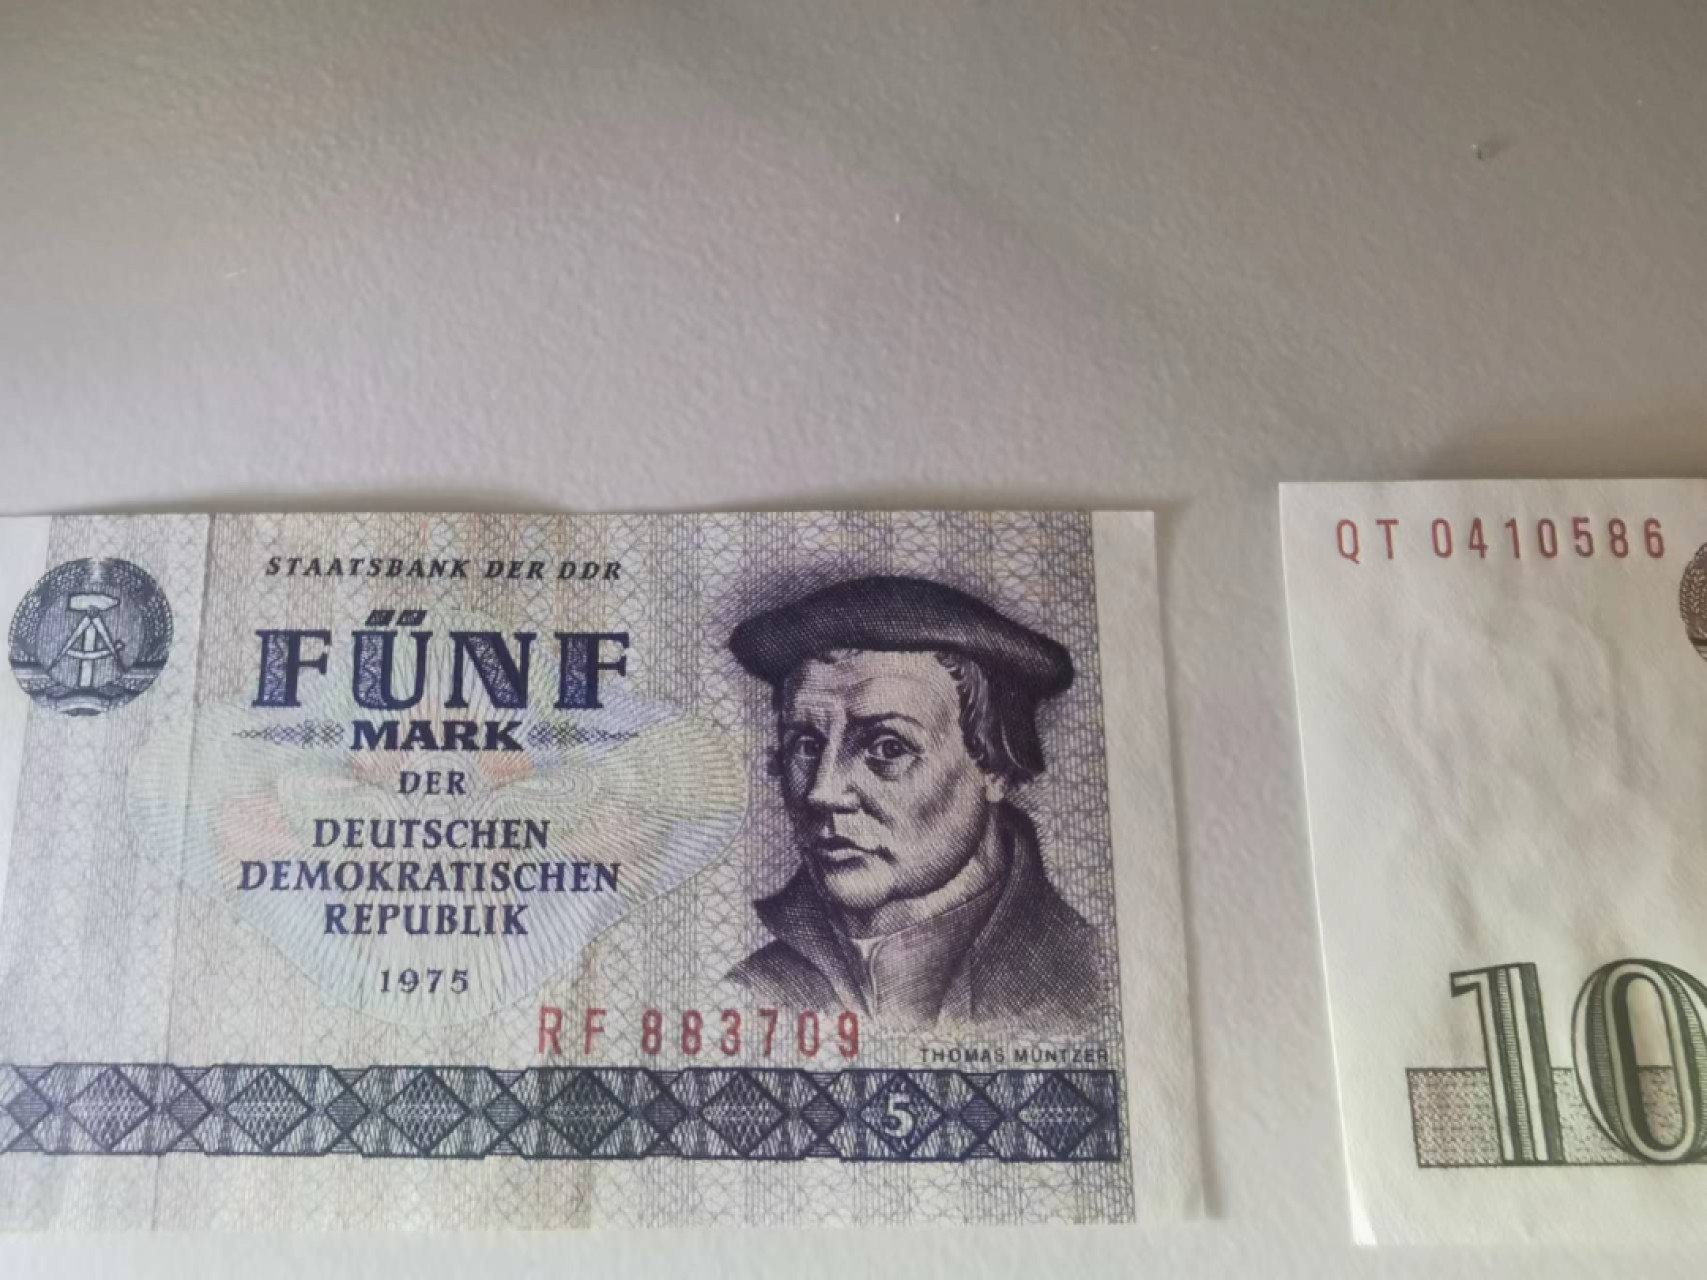 STAATSBANK DER DDR
FÜNF
MARK
DER
DEUTSCHEN
DEMOKRATISCHEN
REPUBLIK
1975
RF 883709
THOMAS MÜNTZER
5
QT 0410586
10